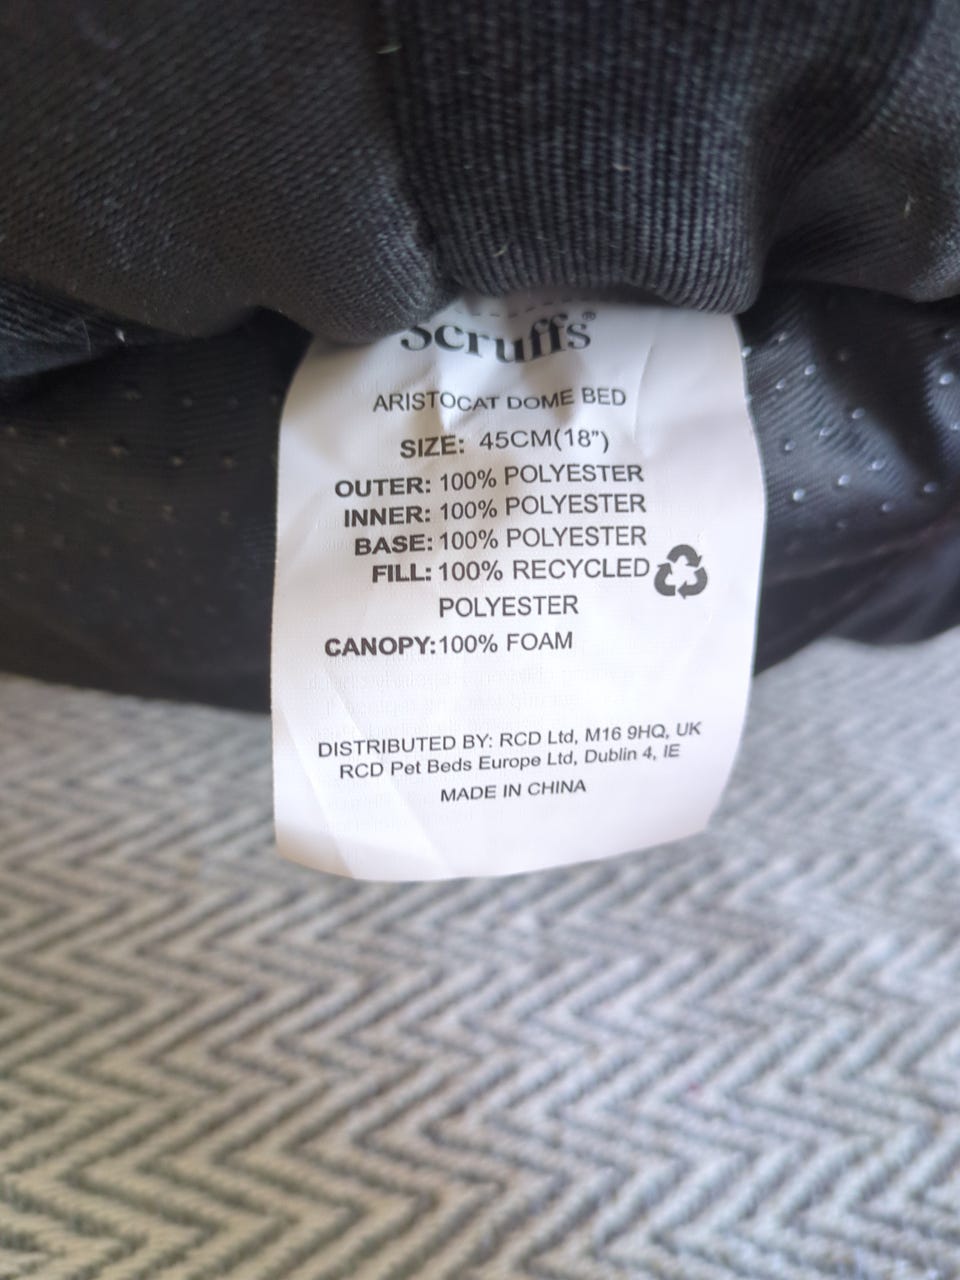 Scruffs®
ARISTOCAT DOME BED
SIZE: 45CM(18")
OUTER: 100% POLYESTER
INNER: 100% POLYESTER
BASE: 100% POLYESTER
FILL: 100% RECYCLED
POLYESTER
CANOPY: 100% FOAM
DISTRIBUTED BY: RCD Ltd, M16 9HQ, UK
RCD Pet Beds Europe Ltd, Dublin 4, IE
MADE IN CHINA